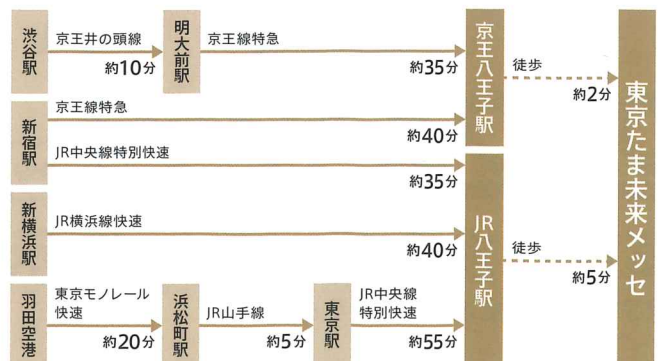 渋谷駅
京王井の頭線
約10分
明大前駅
京王線特急
約35分
京王八王子駅
徒歩
約2分
東京たま未来メッセ
新宿駅
京王線特急
約40分
JR中央線特別快速
約35分
新横浜駅
JR横浜線快速
約40分
JR八王子駅
徒歩
約5分
羽田空港
東京モノレール
快速
約20分
浜松町駅
JR山手線
約5分
東京駅
JR中央線
特別快速
約55分